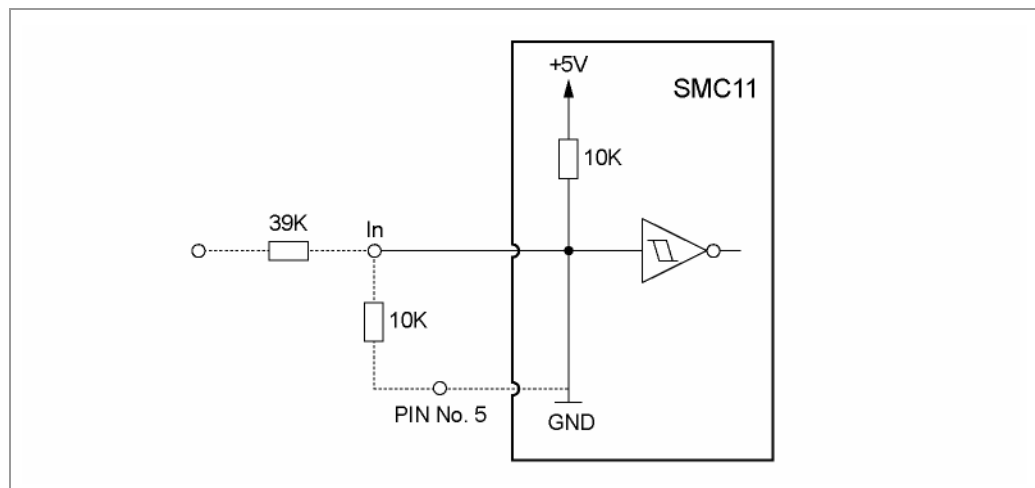 +5V
SMC11
10K
39K
In
10K
PIN No. 5
GND